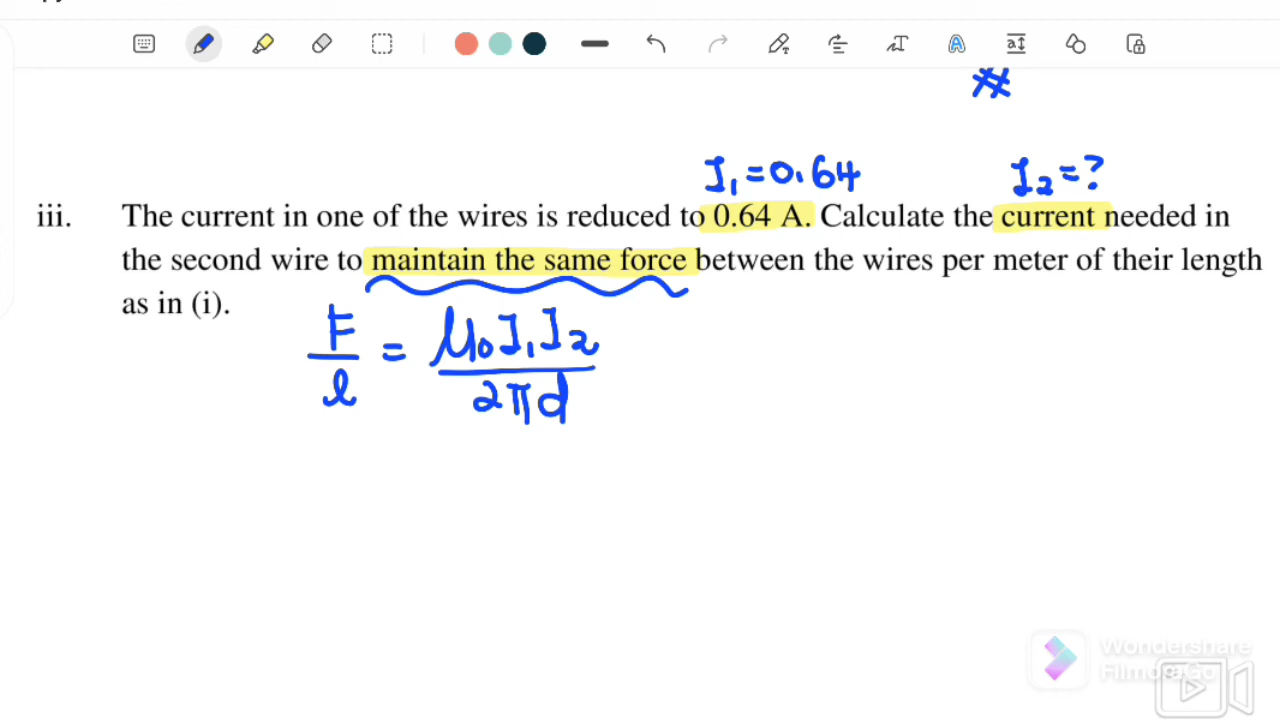 #
I₁=0.64 I₂=?
iii. The current in one of the wires is reduced to 0.64 A. Calculate the current needed in
the second wire to maintain the same force between the wires per meter of their length
as in (i).
F/l = μ₀I₁I₂/2πd
Wondershare
FilmoraGo